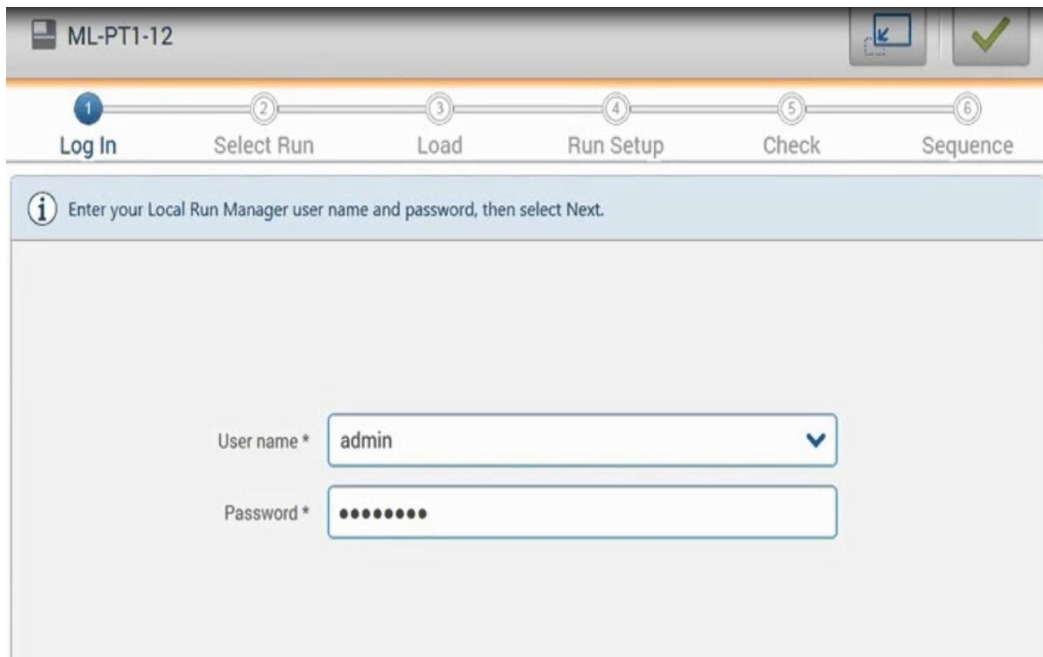 ML-PT1-12
1 2 3 4 5 6
Log In Select Run Load Run Setup Check Sequence
i Enter your Local Run Manager user name and password, then select Next.
User name * admin
Password * ••••••••